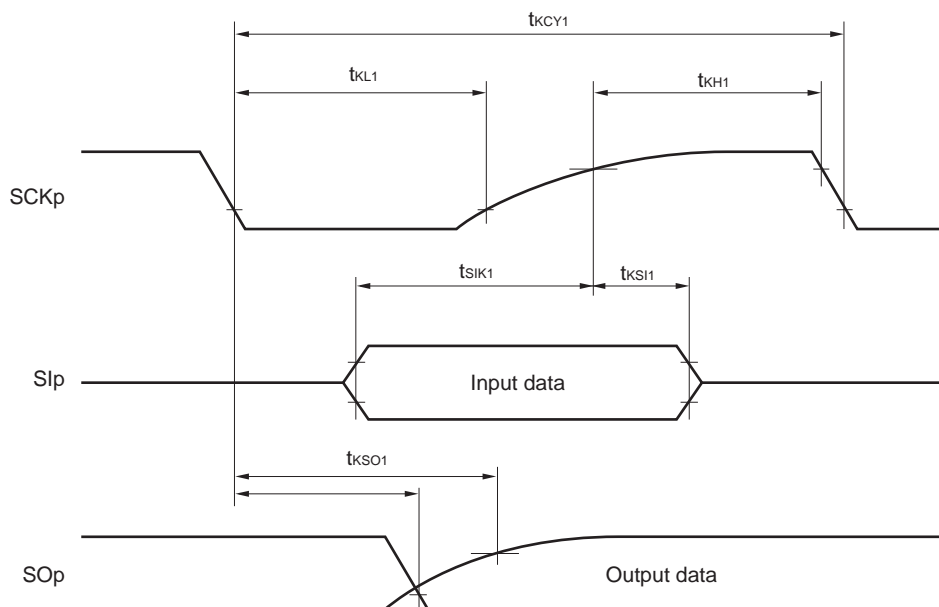 tKCY1
tKL1
tKH1
SCKp
tSIK1
tKSI1
SIp
Input data
tKSO1
SOp
Output data